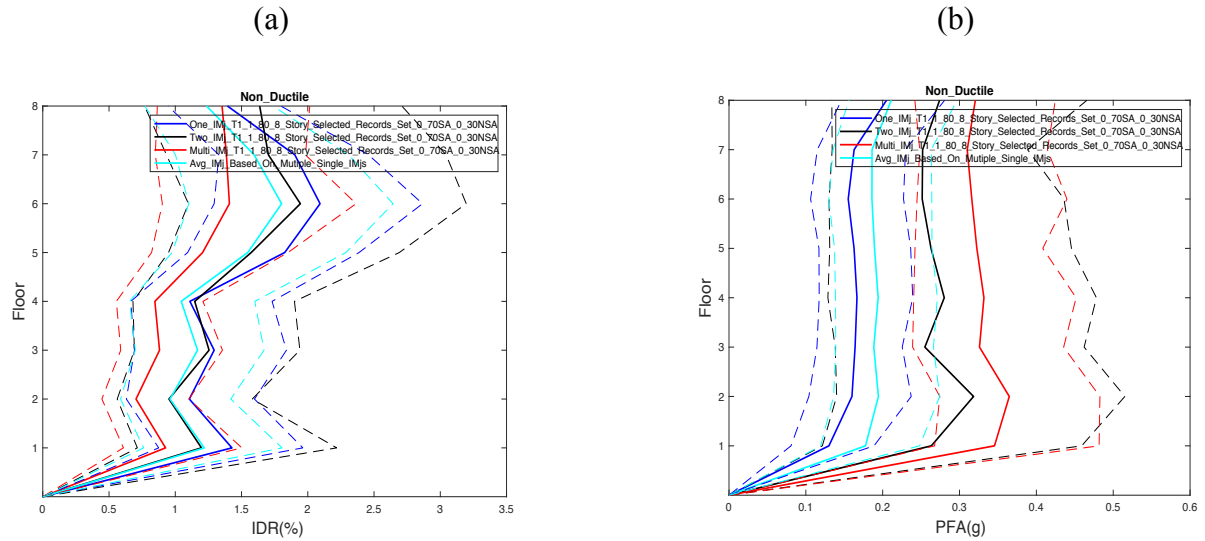 (a)
(b)
Non_Ductile
One_IMj_T1_1_80_8_Story_Selected_Records_Set_0_70SA_0_30NSA
Two_IMj_T1_1_80_8_Story_Selected_Records_Set_0_70SA_0_30NSA
Multi_IMj_T1_1_80_8_Story_Selected_Records_Set_0_70SA_0_30NSA
Avg_IMj_Based_On_Mutiple_Single_IMjs
8
7
6
5
4
3
2
1
0
Floor
0
0.5
1
1.5
2
2.5
3
3.5
IDR(%)
Non_Ductile
One_IMj_T1_1_80_8_Story_Selected_Records_Set_0_70SA_0_30NSA
Two_IMj_T1_1_80_8_Story_Selected_Records_Set_0_70SA_0_30NSA
Multi_IMj_T1_1_80_8_Story_Selected_Records_Set_0_70SA_0_30NSA
Avg_IMj_Based_On_Mutiple_Single_IMjs
8
7
6
5
4
3
2
1
0
Floor
0
0.1
0.2
0.3
0.4
0.5
0.6
PFA(g)